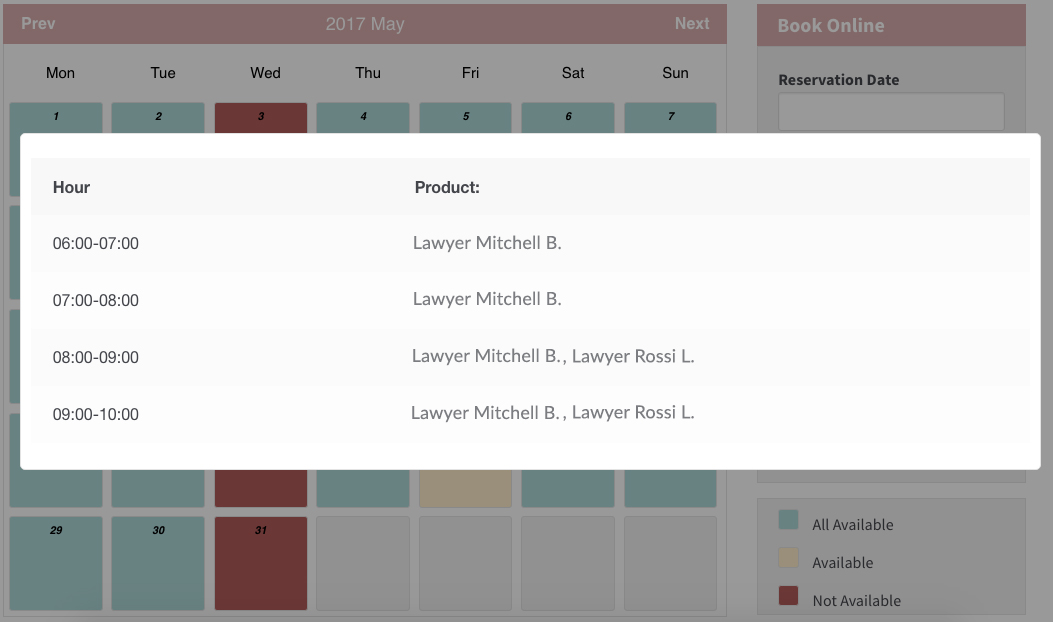 Prev 2017 May Next
Mon Tue Wed Thu Fri Sat Sun
1 2 3 4 5 6 7
Book Online
Reservation Date
Hour Product:
06:00-07:00 Lawyer Mitchell B.
07:00-08:00 Lawyer Mitchell B.
08:00-09:00 Lawyer Mitchell B., Lawyer Rossi L.
09:00-10:00 Lawyer Mitchell B., Lawyer Rossi L.
29 30 31
All Available
Available
Not Available